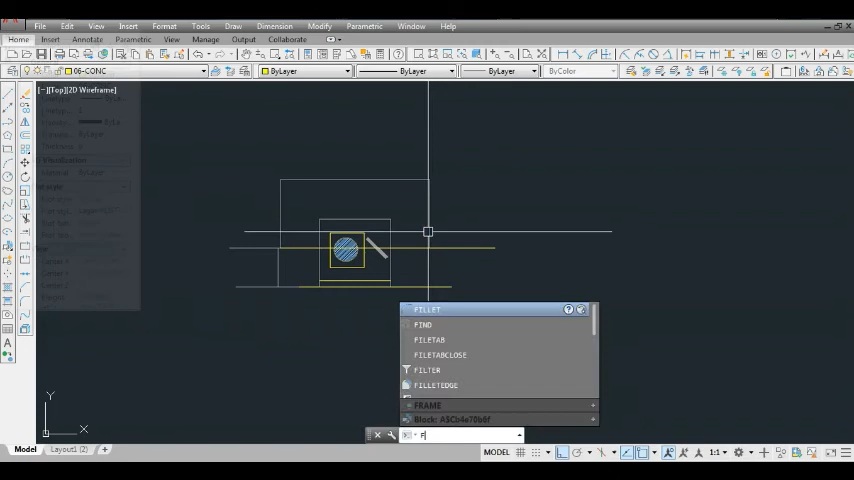 File Edit View Insert Format Tools Draw Dimension Modify Parametric Window Help
Home Insert Annotate Parametric View Manage Output Collaborate
06-CONC ByLayer ByLayer ByLayer ByColor
[−][Top][2D Wireframe]
FILLET
FIND
FILETAB
FILETABCLOSE
FILTER
FILLETEDGE
FRAME
Block: A$Cb4e70b6f
F
Y
X
Model Layout1 (2) + MODEL 1:1